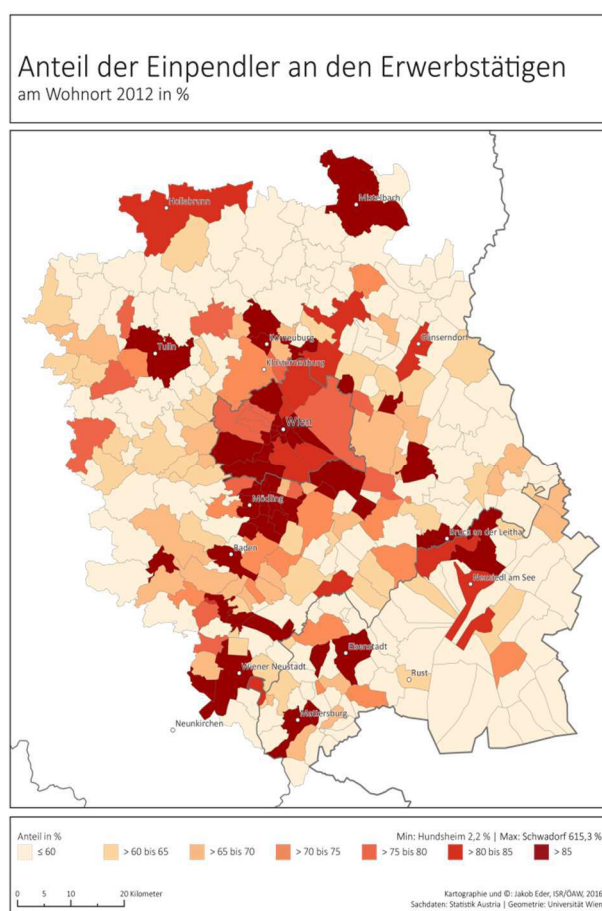 Anteil der Einpendler an den Erwerbstätigen
am Wohnort 2012 in %
Hollabrunn
Mistelbach
Korneuburg
Gänserndorf
Tulln
Klosterneuburg
Wien
Mödling
Bruck an der Leitha
Baden
Neusiedl am See
Eisenstadt
Wiener Neustadt
Rust
Neunkirchen
Mattersburg
Anteil in %
Min: Hundsheim 2,2 % | Max: Schwadorf 615,3 %
≤ 60
> 60 bis 65
> 65 bis 70
> 70 bis 75
> 75 bis 80
> 80 bis 85
> 85
0 5 10 20 Kilometer
Kartographie und ©: Jakob Eder, ISR/ÖAW, 2016
Sachdaten: Statistik Austria | Geometrie: Universität Wien